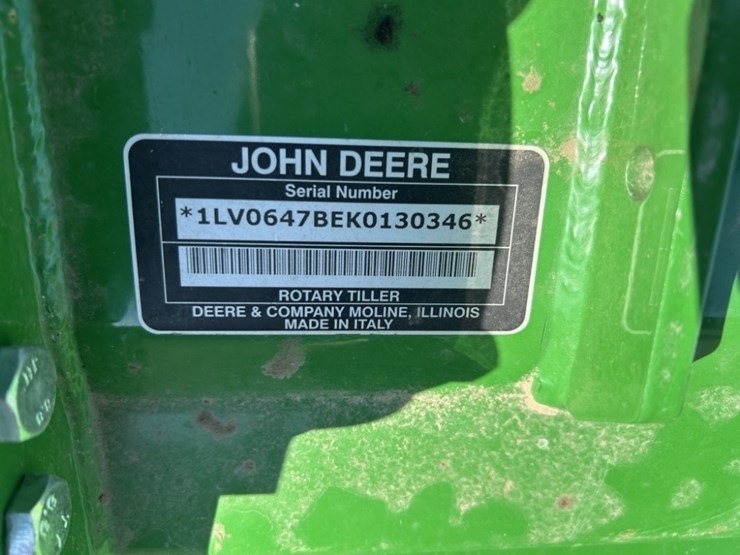 JOHN DEERE
Serial Number
*1LV0647BEK0130346*
ROTARY TILLER
DEERE & COMPANY MOLINE, ILLINOIS
MADE IN ITALY